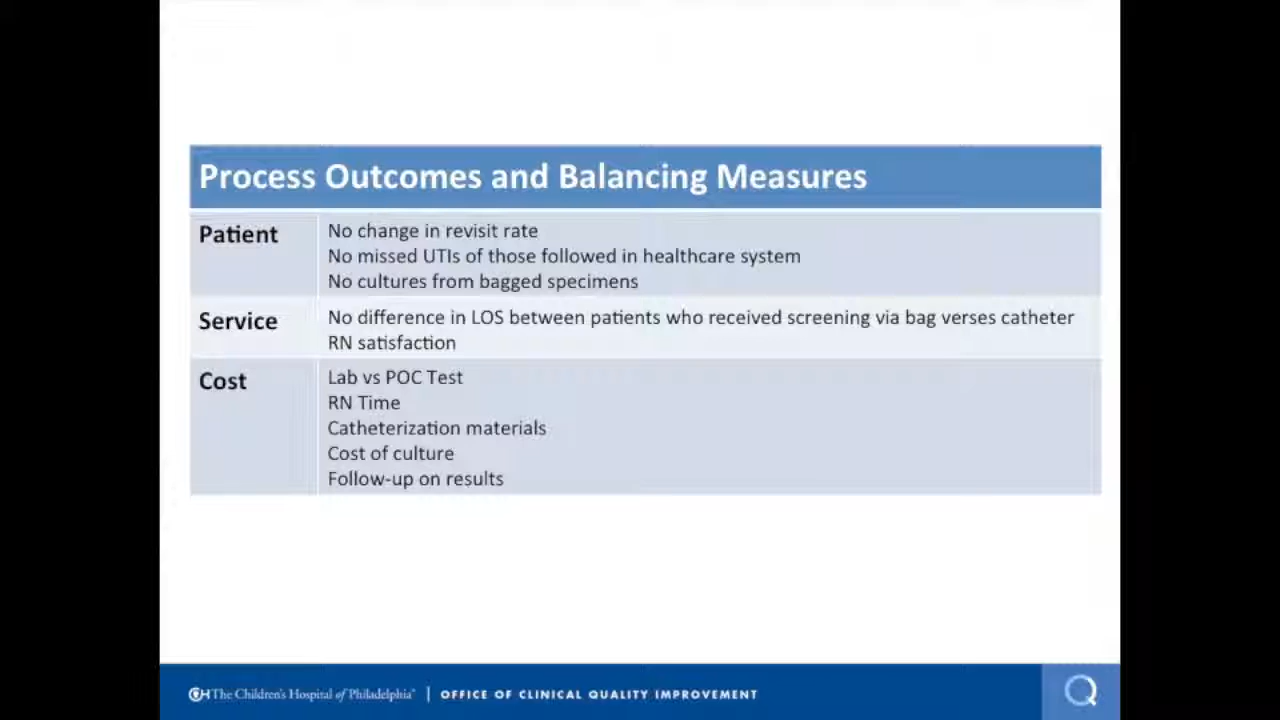 Process Outcomes and Balancing Measures
Patient
No change in revisit rate
No missed UTIs of those followed in healthcare system
No cultures from bagged specimens
Service
No difference in LOS between patients who received screening via bag verses catheter
RN satisfaction
Cost
Lab vs POC Test
RN Time
Catheterization materials
Cost of culture
Follow-up on results
CH The Children's Hospital of Philadelphia® | OFFICE OF CLINICAL QUALITY IMPROVEMENT
Q